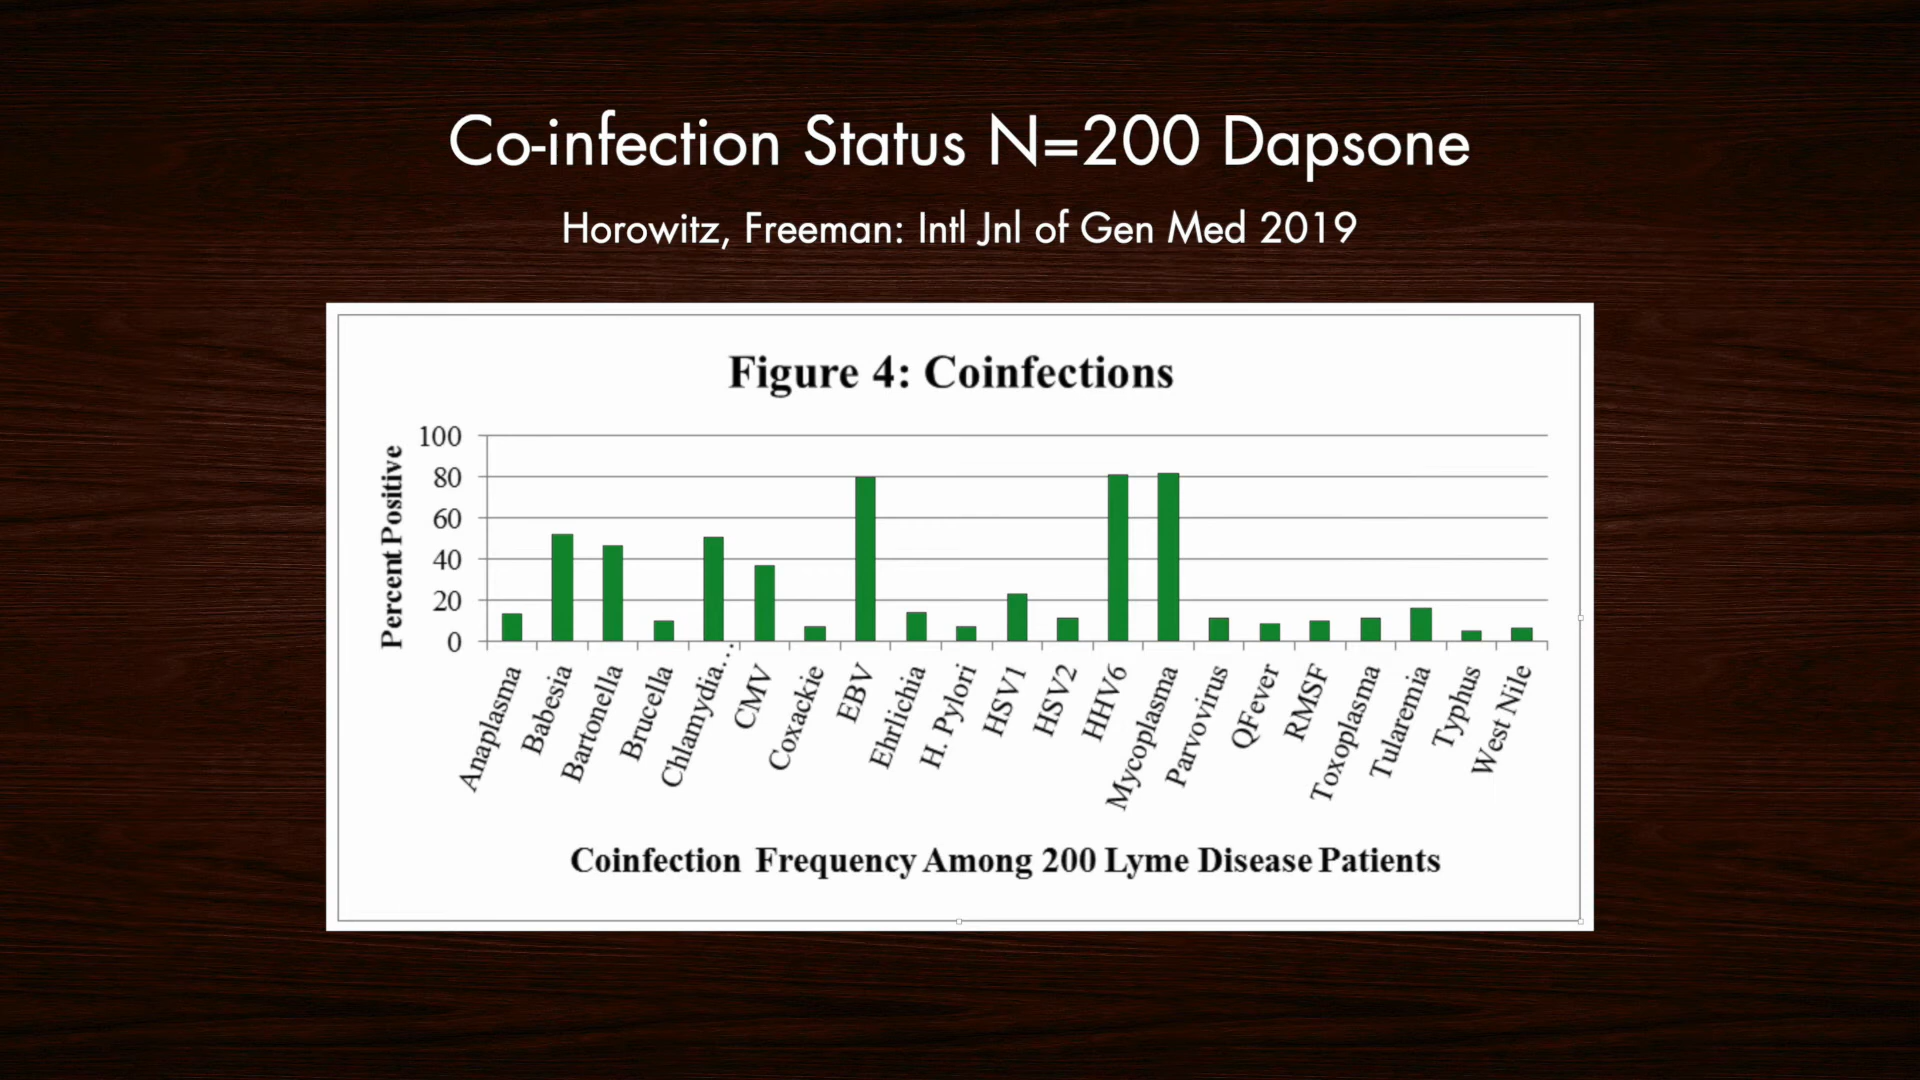 Co-infection Status N=200 Dapsone
Horowitz, Freeman: Intl Jnl of Gen Med 2019
Figure 4: Coinfections
Percent Positive
100
80
60
40
20
0
Anaplasma
Babesia
Bartonella
Brucella
Chlamydia...
CMV
Coxackie
EBV
Ehrlichia
H. Pylori
HSV1
HSV2
HHV6
Mycoplasma
Parvovirus
QFever
RMSF
Toxoplasma
Tularemia
Typhus
West Nile
Coinfection Frequency Among 200 Lyme Disease Patients